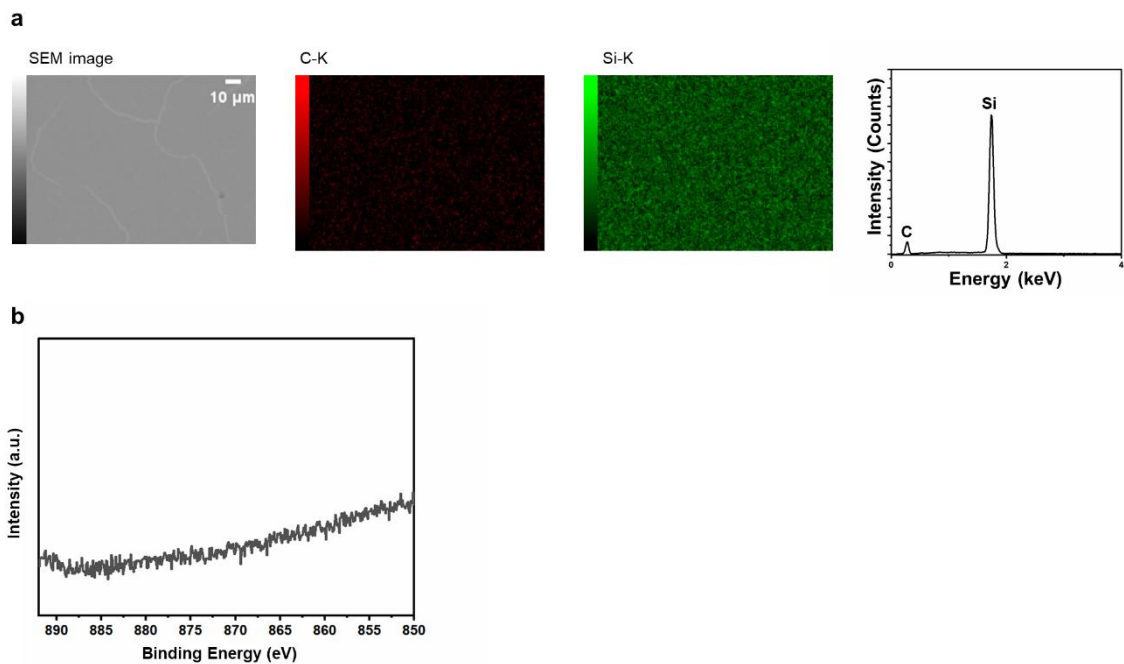 a
SEM image
C-K
Si-K
10 μm
Intensity (Counts)
Si
C
0
2
4
Energy (keV)
b
Intensity (a.u.)
890 885 880 875 870 865 860 855 850
Binding Energy (eV)